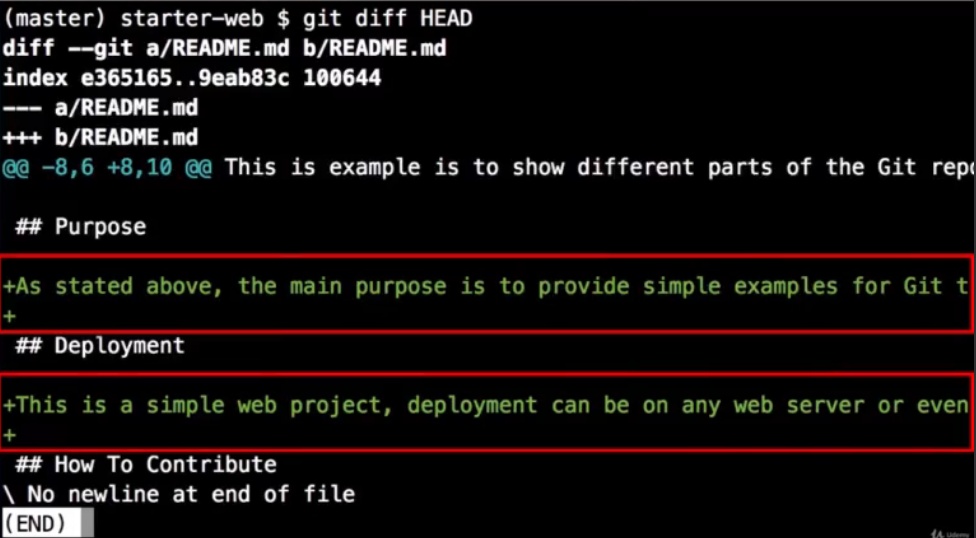 (master) starter-web $ git diff HEAD
diff --git a/README.md b/README.md
index e365165..9eab83c 100644
--- a/README.md
+++ b/README.md
@@ -8,6 +8,10 @@ This is example is to show different parts of the Git repo
 ## Purpose
+As stated above, the main purpose is to provide simple examples for Git t
+
 ## Deployment
+This is a simple web project, deployment can be on any web server or even
+
 ## How To Contribute
\ No newline at end of file
(END)
Udemy